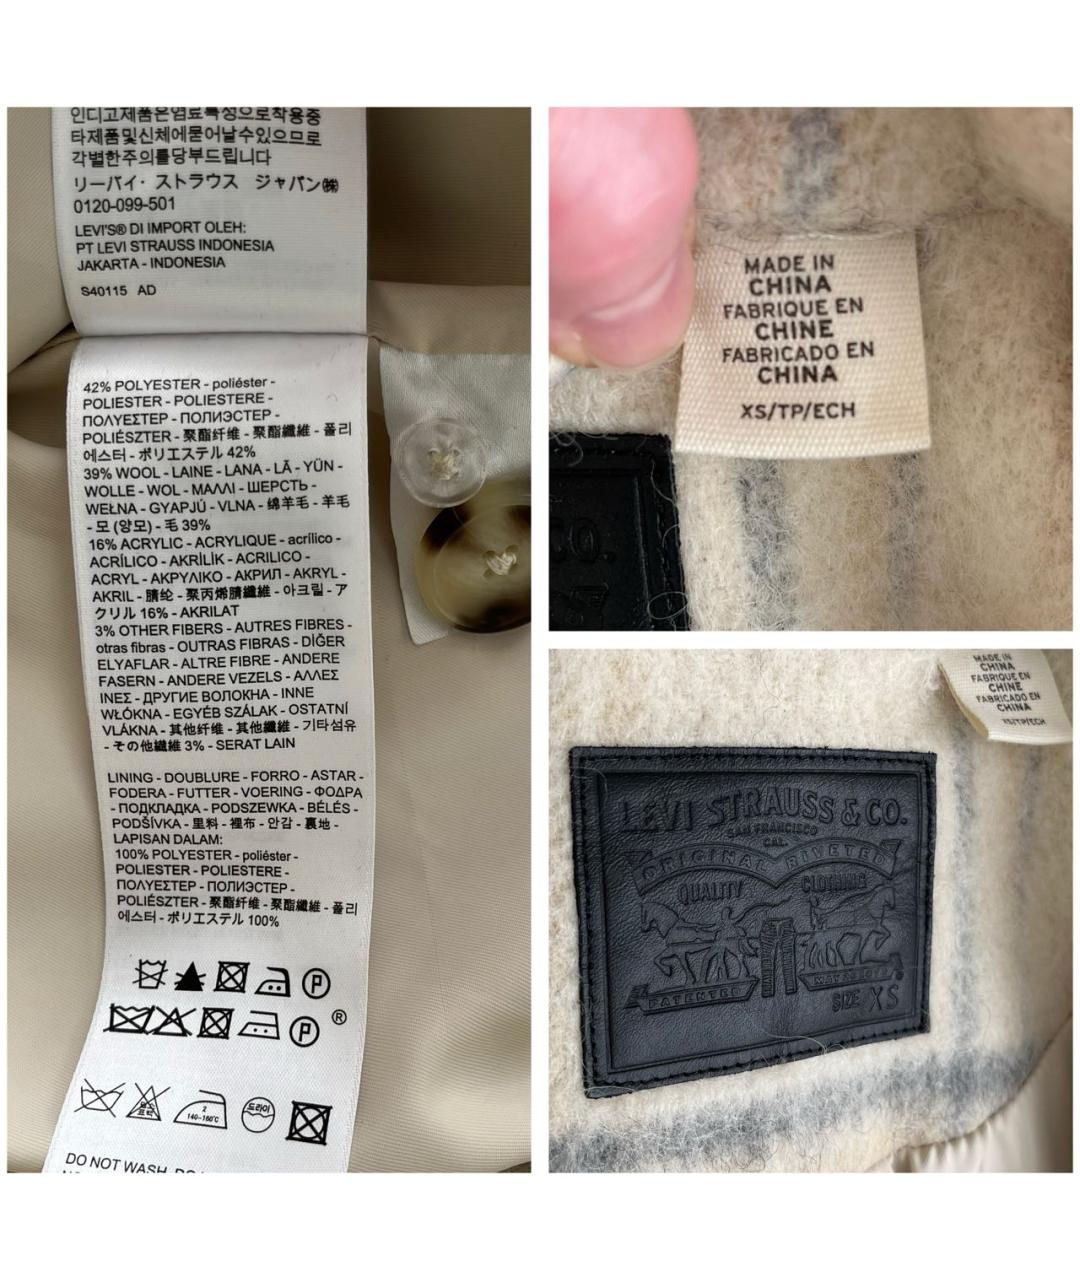 인디고제품은염료특성으로착용중
타제품및신체에묻어날수있으므로
각별한주의를당부드립니다
リーバイ・ストラウス ジャパン㈱
0120-099-501
LEVI'S® DI IMPORT OLEH:
PT LEVI STRAUSS INDONESIA
JAKARTA - INDONESIA
S40115 AD
42% POLYESTER - poliéster -
POLIESTER - POLIESTERE -
ΠΟΛΥΕΣΤΕΡ - ПОЛИЭСТЕР -
POLIÉSZTER - 聚酯纤维 - 聚酯纖維 - 폴리
에스터 - ポリエステル 42%
39% WOOL - LAINE - LANA - LÃ - YÜN -
WOLLE - WOL - ΜΑΛΛΙ - ШЕРСТЬ -
WEŁNA - GYAPJÚ - VLNA - 绵羊毛 - 羊毛
- 모 (양모) - 毛 39%
16% ACRYLIC - ACRYLIQUE - acrílico -
ACRÍLICO - AKRİLİK - ACRILICO -
ACRYL - ΑΚΡΥΛΙΚΟ - АКРИЛ - AKRYL -
AKRIL - 腈纶 - 聚丙烯腈纖維 - 아크릴 - ア
クリル 16% - AKRILAT
3% OTHER FIBERS - AUTRES FIBRES -
otras fibras - OUTRAS FIBRAS - DİĞER
ELYAFLAR - ALTRE FIBRE - ANDERE
FASERN - ANDERE VEZELS - ΑΛΛΕΣ
ΙΝΕΣ - ДРУГИЕ ВОЛОКНА - INNE
WŁÓKNA - EGYÉB SZÁLAK - OSTATNÍ
VLÁKNA - 其他纤维 - 其他纖維 - 기타섬유
- その他繊維 3% - SERAT LAIN
LINING - DOUBLURE - FORRO - ASTAR -
FODERA - FUTTER - VOERING - ΦΟΔΡΑ
- ПОДКЛАДКА - PODSZEWKA - BÉLÉS -
PODŠÍVKA - 里料 - 裡布 - 안감 - 裏地 -
LAPISAN DALAM:
100% POLYESTER - poliéster -
POLIESTER - POLIESTERE -
ΠΟΛΥΕΣΤΕΡ - ПОЛИЭСТЕР -
POLIÉSZTER - 聚酯纤维 - 聚酯纖維 - 폴리
에스터 - ポリエステル 100%
P
P ®
2
140~160°C
드라이
DO NOT WASH
MADE IN
CHINA
FABRIQUE EN
CHINE
FABRICADO EN
CHINA
XS/TP/ECH
CO.
MADE IN
CHINA
FABRIQUE EN
CHINE
FABRICADO EN
CHINA
XS/TP/ECH
LEVI STRAUSS & CO.
SAN FRANCISCO
CAL.
ORIGINAL RIVETED
QUALITY CLOTHING
PATENTED
SIZE XS